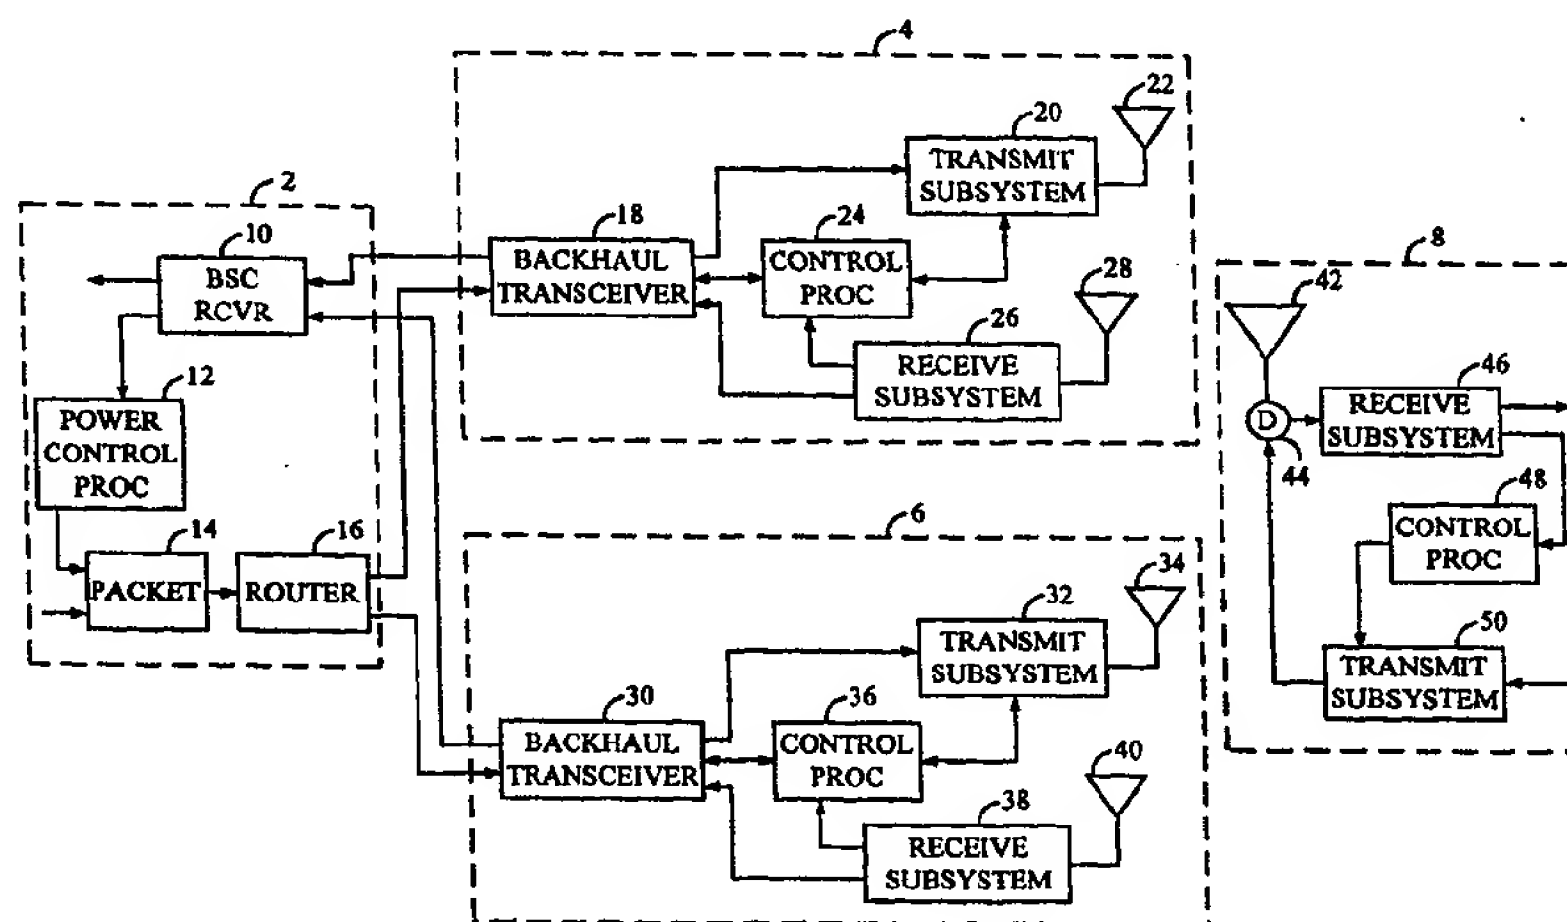 2
10
BSC
RCVR
12
POWER
CONTROL
PROC
14
PACKET
16
ROUTER
4
18
BACKHAUL
TRANSCEIVER
20
TRANSMIT
SUBSYSTEM
22
24
CONTROL
PROC
26
RECEIVE
SUBSYSTEM
28
6
30
BACKHAUL
TRANSCEIVER
32
TRANSMIT
SUBSYSTEM
34
36
CONTROL
PROC
38
RECEIVE
SUBSYSTEM
40
8
42
D
44
46
RECEIVE
SUBSYSTEM
48
CONTROL
PROC
50
TRANSMIT
SUBSYSTEM